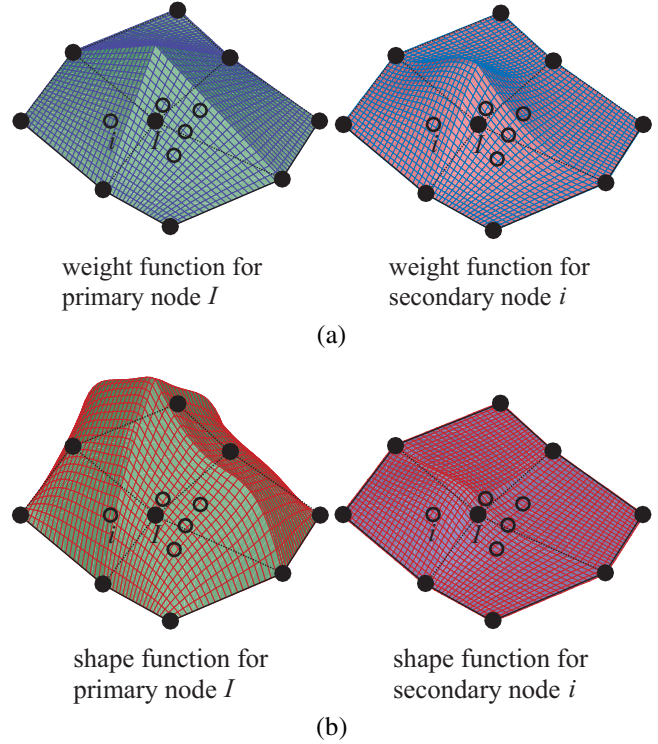 i I
i I
weight function for
primary node I
weight function for
secondary node i
(a)
i I
i I
shape function for
primary node I
shape function for
secondary node i
(b)